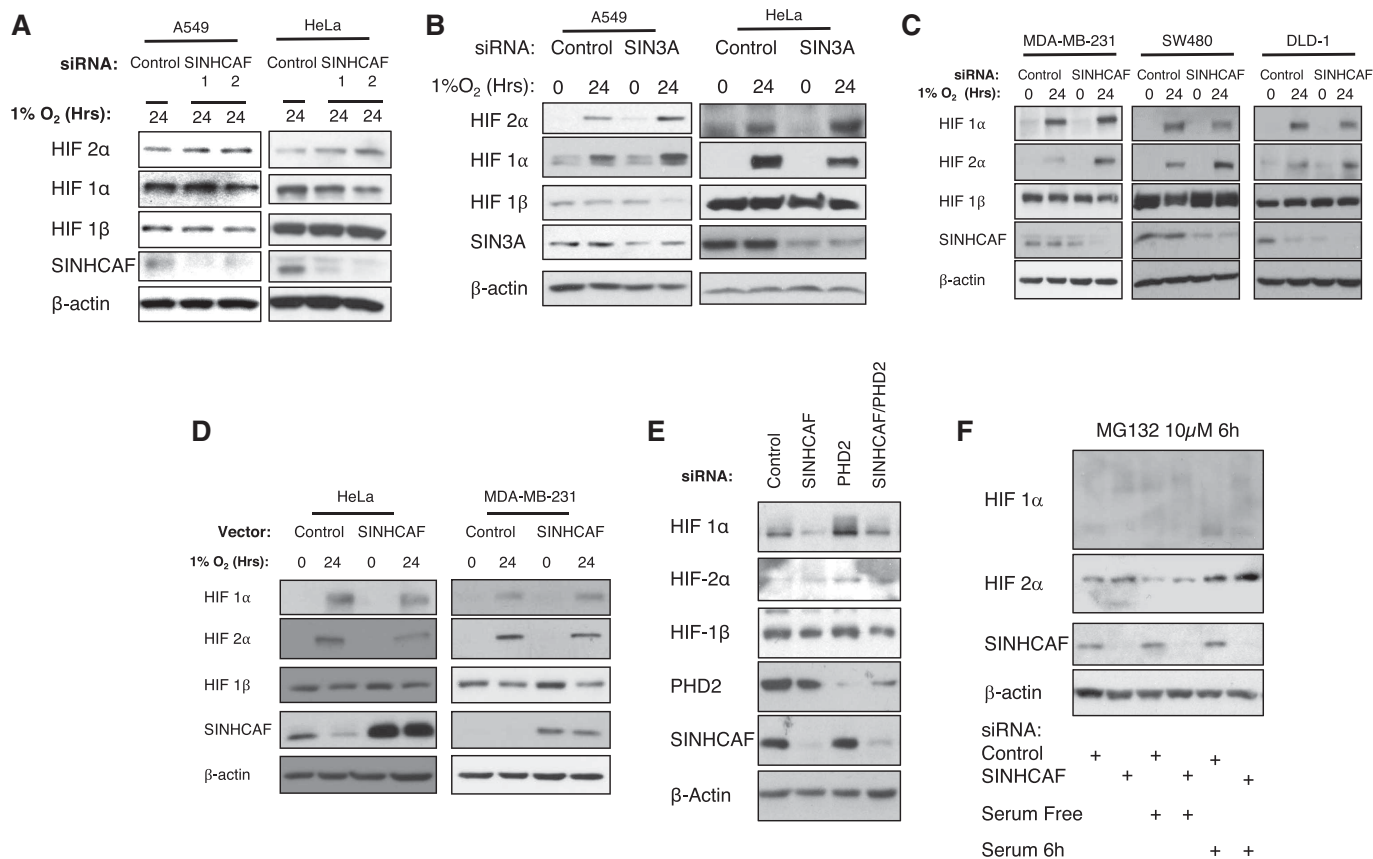 A
A549 HeLa
siRNA: Control SINHCAF Control SINHCAF
1 2 1 2
1% O₂ (Hrs): 24 24 24 24 24 24
HIF 2α
HIF 1α
HIF 1β
SINHCAF
β-actin
B
A549 HeLa
siRNA: Control SIN3A Control SIN3A
1%O₂ (Hrs): 0 24 0 24 0 24 0 24
HIF 2α
HIF 1α
HIF 1β
SIN3A
β-actin
C
MDA-MB-231 SW480 DLD-1
siRNA: Control SINHCAF Control SINHCAF Control SINHCAF
1% O₂ (Hrs): 0 24 0 24 0 24 0 24 0 24 0 24
HIF 1α
HIF 2α
HIF 1β
SINHCAF
β-actin
D
HeLa MDA-MB-231
Vector: Control SINHCAF Control SINHCAF
1% O₂ (Hrs): 0 24 0 24 0 24 0 24
HIF 1α
HIF 2α
HIF 1β
SINHCAF
β-actin
E
siRNA: Control SINHCAF PHD2 SINHCAF/PHD2
HIF 1α
HIF-2α
HIF-1β
PHD2
SINHCAF
β-Actin
F
MG132 10μM 6h
HIF 1α
HIF 2α
SINHCAF
β-actin
siRNA:
Control + + +
SINHCAF + + +
Serum Free + +
Serum 6h + +